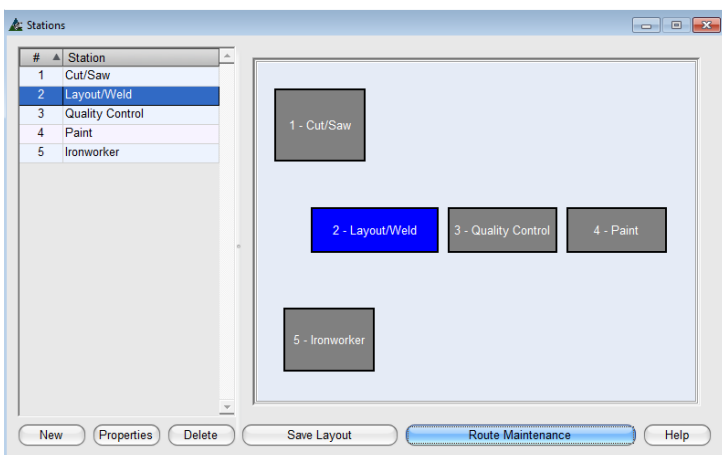 Stations
# Station
1 Cut/Saw
2 Layout/Weld
3 Quality Control
4 Paint
5 Ironworker
1 - Cut/Saw
2 - Layout/Weld
3 - Quality Control
4 - Paint
5 - Ironworker
New Properties Delete Save Layout Route Maintenance Help